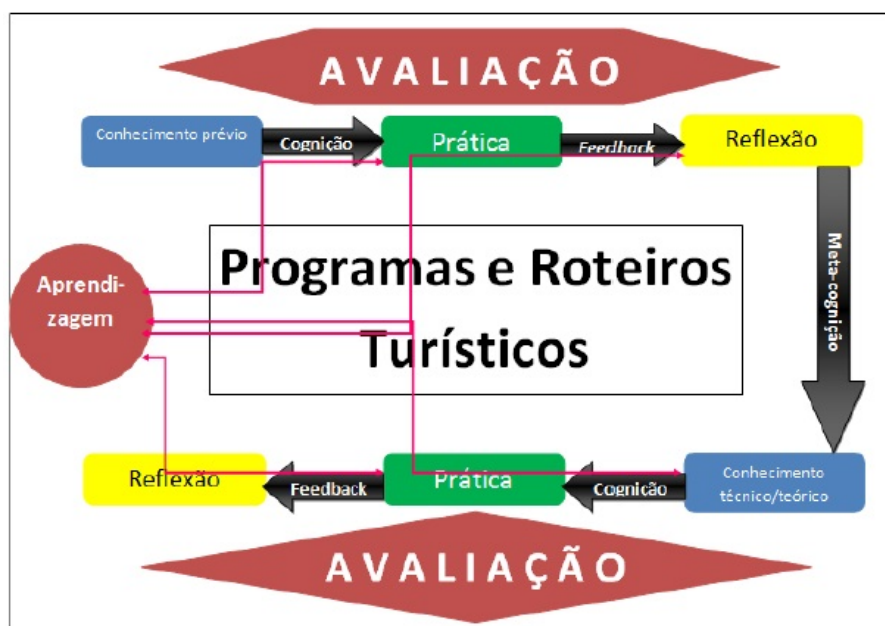 AVALIAÇÃO
Conhecimento prévio
Cognição
Prática
Feedback
Reflexão
Meta-cognição
Programas e Roteiros
Turísticos
Aprendi-
zagem
Reflexão
Feedback
Prática
Cognição
Conhecimento
técnico/teórico
AVALIAÇÃO